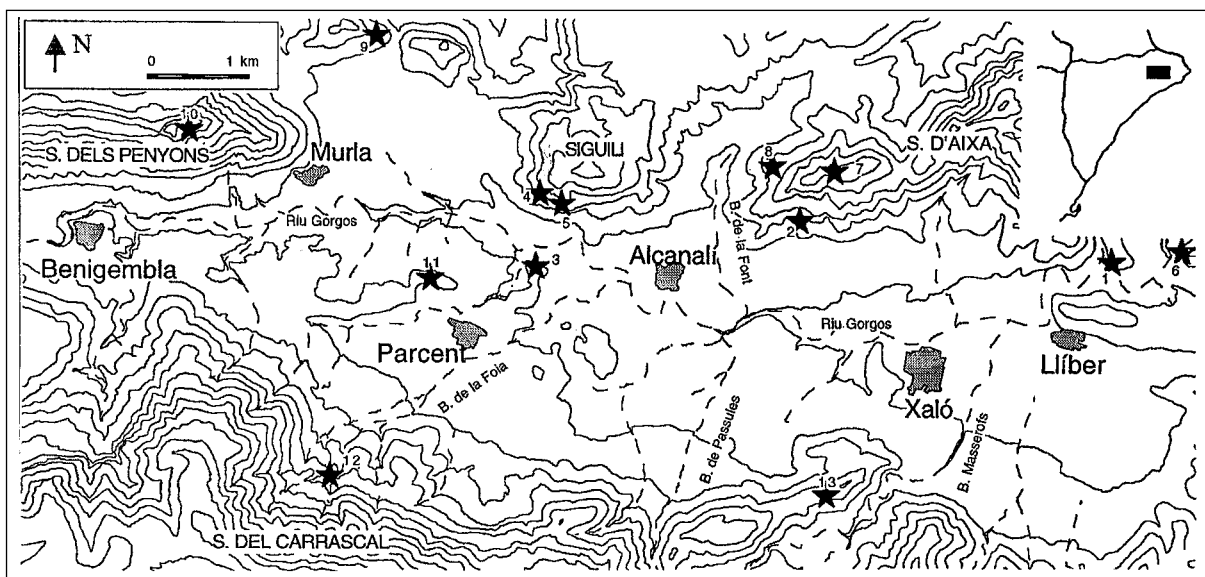 N
0 1 km
9
10
S. DELS PENYONS
Murla
SIGUILI
S. D'AIXA
8
7
4
5
2
Riu Gorgos
B. de la Font
Benigembla
11
3
Alçanalí
1
6
Parcent
Riu Gorgos
Llíber
B. de la Foia
Xaló
B. de Passules
B. Masserofs
12
13
S. DEL CARRASCAL